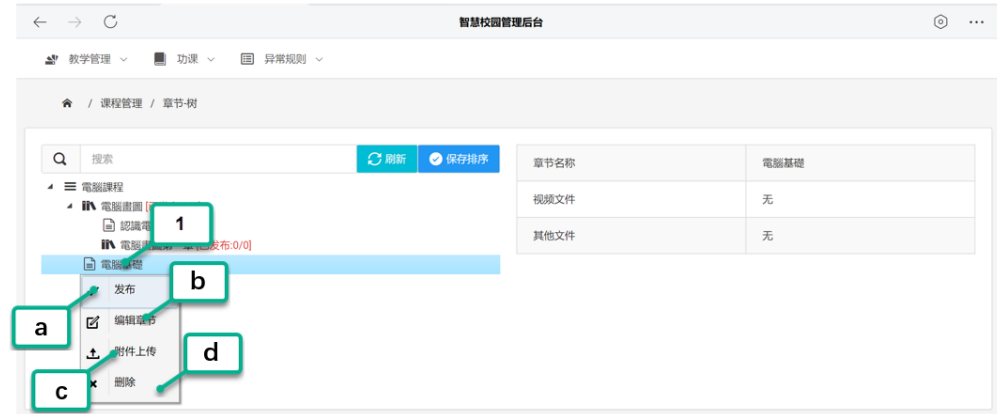 智慧校园管理后台
教学管理 功课 异常规则
/ 课程管理 / 章节-树
搜索 刷新 保存排序
電腦課程
電腦畫圖
認識電
1
電腦畫圖第一章 [已发布:0/0]
電腦基礎
发布
编辑章节
附件上传
删除
a
b
c
d
章节名称 電腦基礎
视频文件 无
其他文件 无